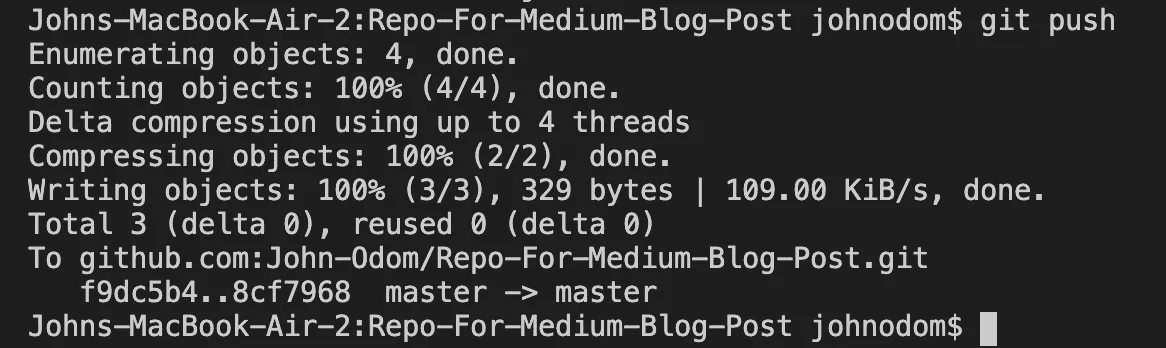 Johns-MacBook-Air-2:Repo-For-Medium-Blog-Post johnodom$ git push
Enumerating objects: 4, done.
Counting objects: 100% (4/4), done.
Delta compression using up to 4 threads
Compressing objects: 100% (2/2), done.
Writing objects: 100% (3/3), 329 bytes | 109.00 KiB/s, done.
Total 3 (delta 0), reused 0 (delta 0)
To github.com:John-Odom/Repo-For-Medium-Blog-Post.git
   f9dc5b4..8cf7968  master -> master
Johns-MacBook-Air-2:Repo-For-Medium-Blog-Post johnodom$